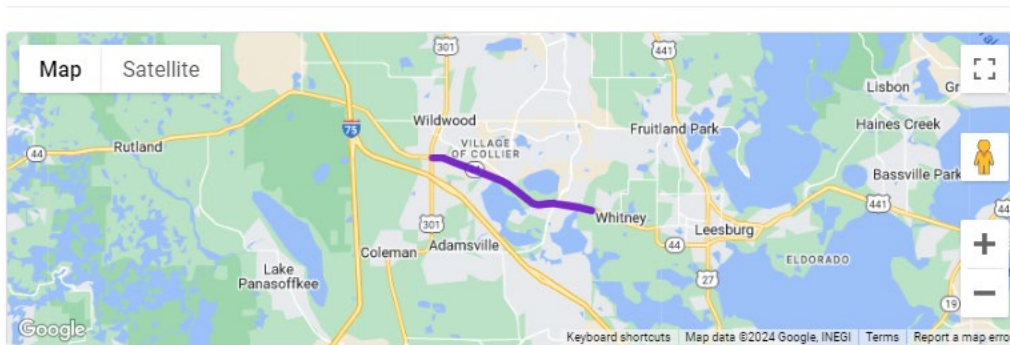 Map
Satellite
301
441
Lisbon
Gr
75
Wildwood
Fruitland Park
Haines Creek
44
Rutland
VILLAGE
OF COLLIER
Bassville Park
441
44
301
Whitney
Leesburg
Coleman
Adamsville
44
ELDORADO
Lake
Panasoffkee
27
19
Google
Keyboard shortcuts
Map data ©2024 Google, INEGI
Terms
Report a map erro